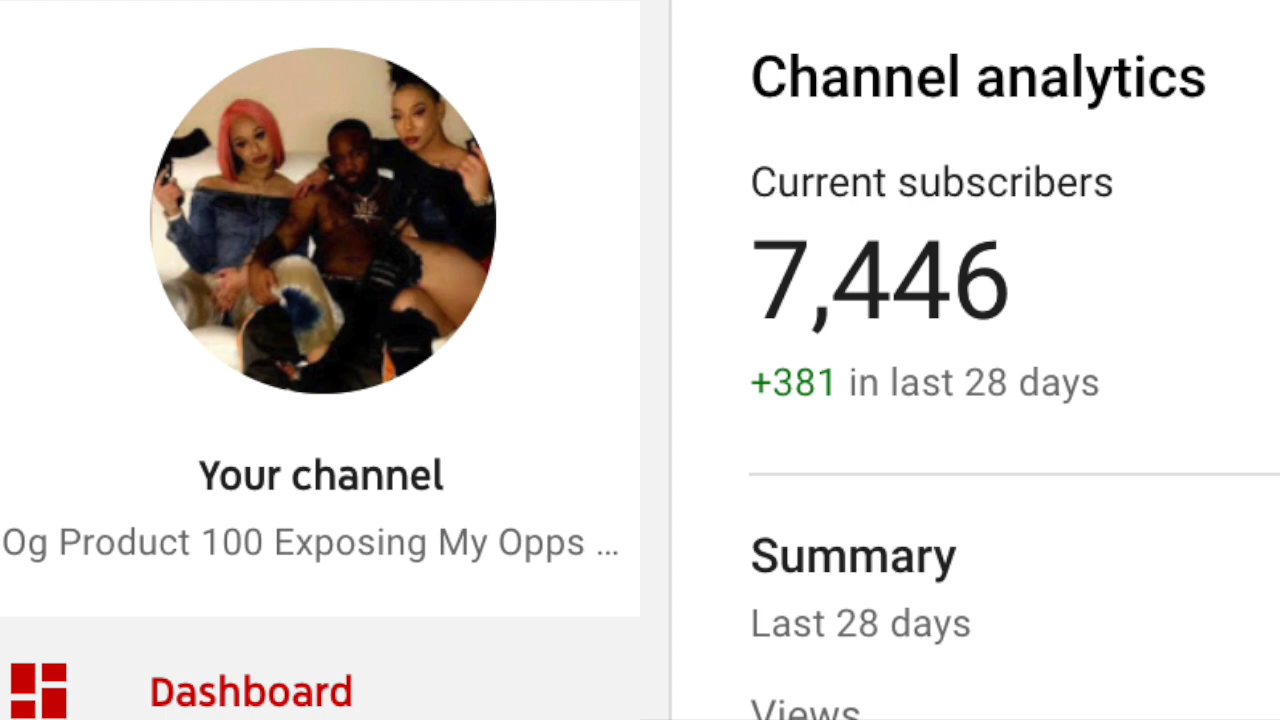 Your channel
Og Product 100 Exposing My Opps ...
Dashboard
Channel analytics
Current subscribers
7,446
+381 in last 28 days
Summary
Last 28 days
Views